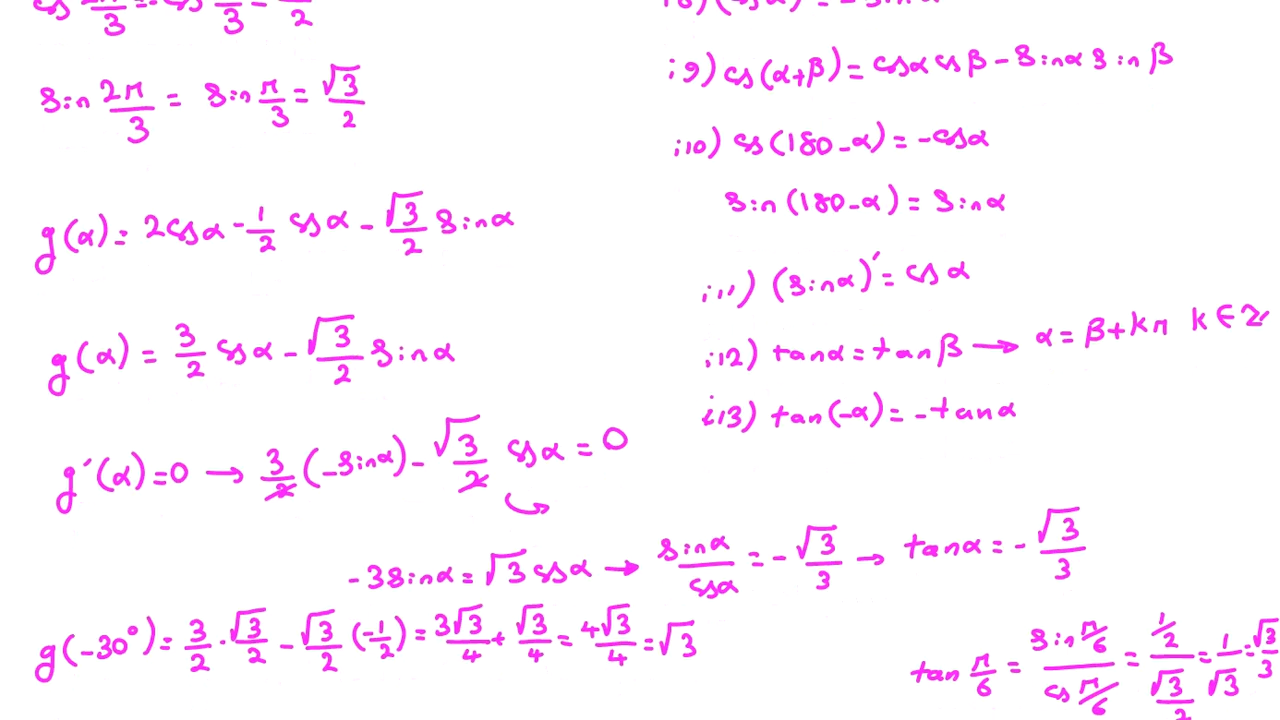 sin 2π/3 = sin π/3 = √3/2
g(α) = 2cosα - 1/2 cosα - √3/2 sinα
g(α) = 3/2 cosα - √3/2 sinα
g´(α)=0 → 3/2 (-sinα) - √3/2 cosα = 0
-3sinα = √3 cosα → sinα/cosα = - √3/3 → tanα = - √3/3
g(-30°) = 3/2 . √3/2 - √3/2 (-1/2) = 3√3/4 + √3/4 = 4√3/4 = √3
i9) cos(α+β) = cosα cosβ - sinα sinβ
i10) cos(180-α) = -cosα
sin(180-α) = sinα
i11) (sinα)´ = cosα
i12) tanα = tanβ → α = β + kπ k ∈ Z
i13) tan(-α) = -tanα
tan π/6 = sin π/6 / cos π/6 = 1/2 / √3/2 = 1/√3 = √3/3